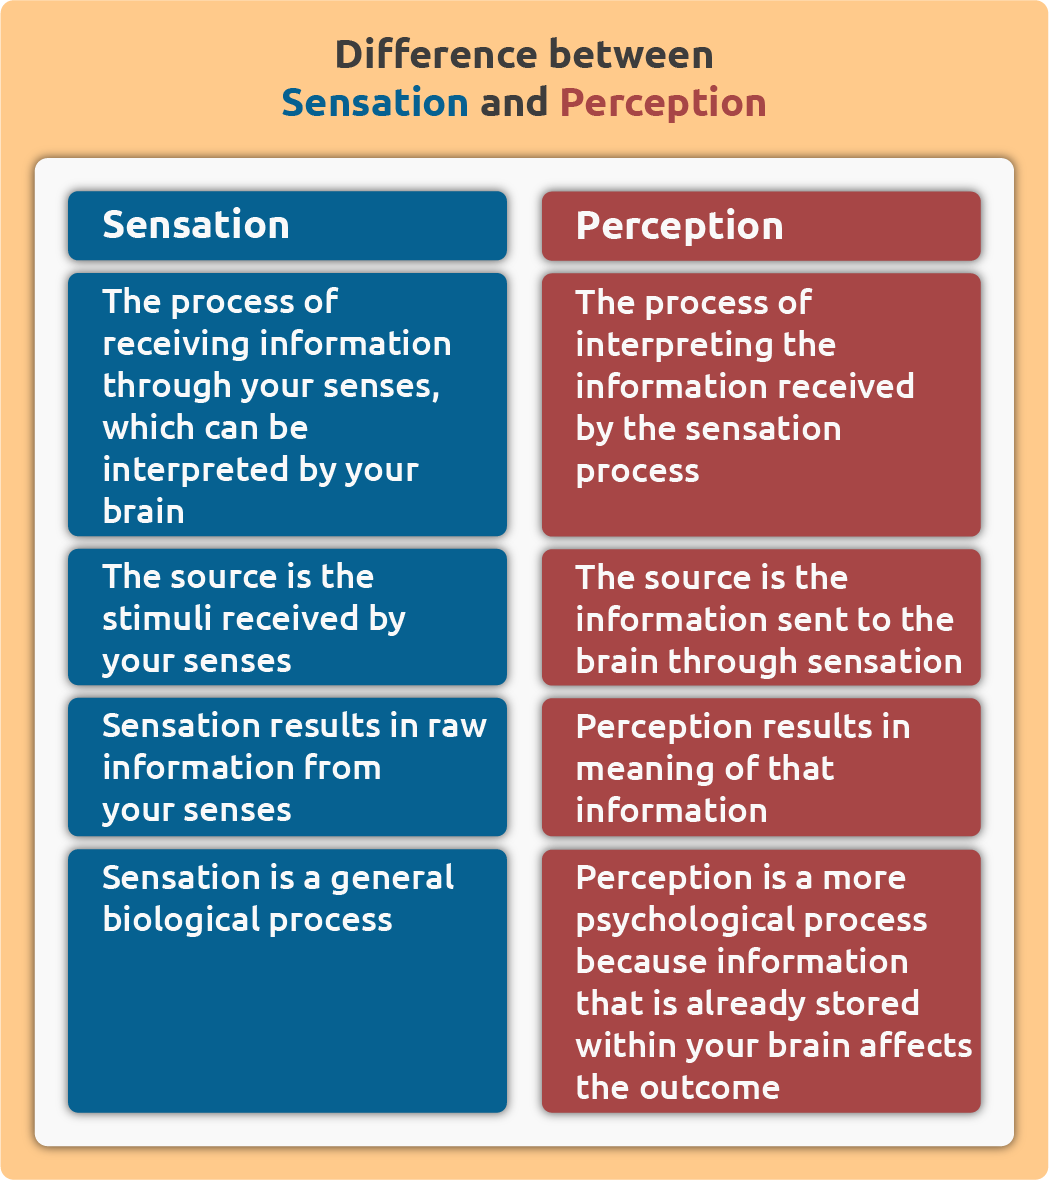 Difference between
Sensation and Perception
Sensation
The process of
receiving information
through your senses,
which can be
interpreted by your
brain
The source is the
stimuli received by
your senses
Sensation results in raw
information from
your senses
Sensation is a general
biological process
Perception
The process of
interpreting the
information received
by the sensation
process
The source is the
information sent to the
brain through sensation
Perception results in
meaning of that
information
Perception is a more
psychological process
because information
that is already stored
within your brain affects
the outcome